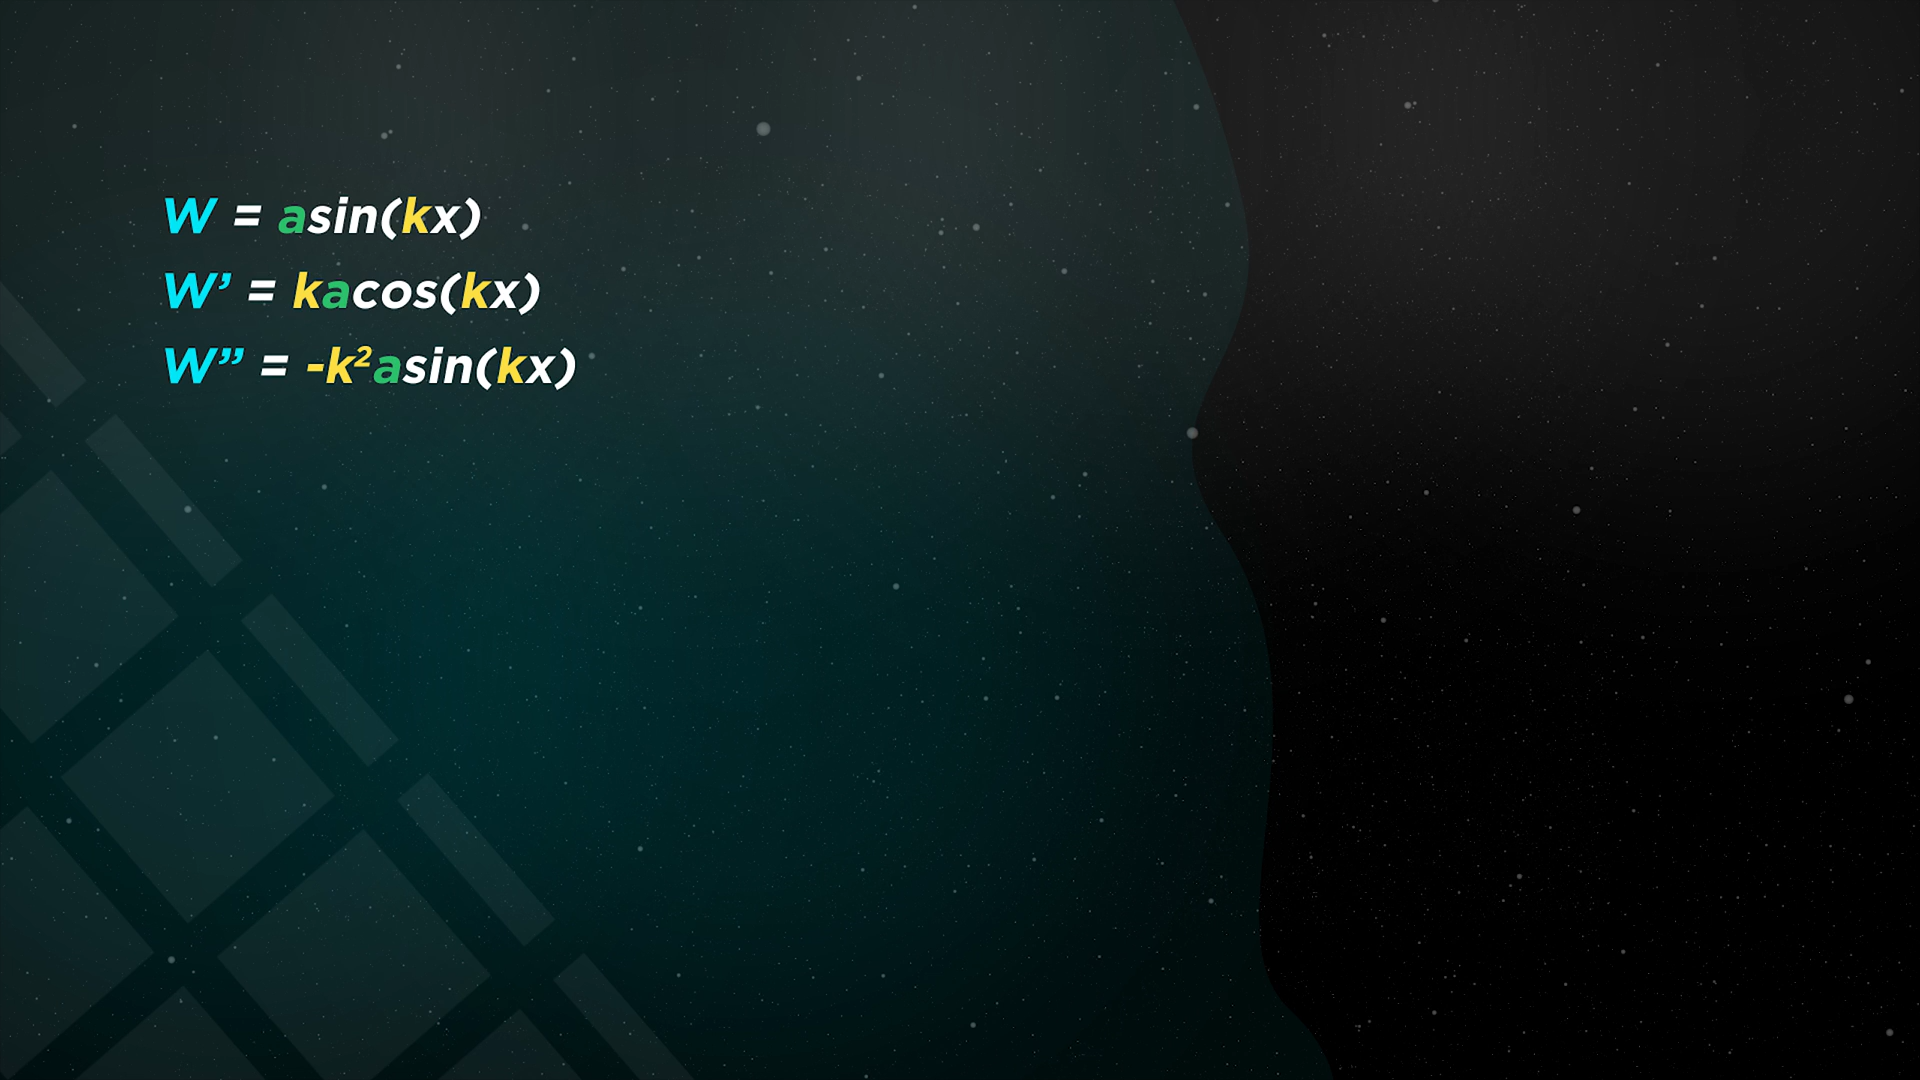 W = asin(kx)
W’ = kacos(kx)
W” = -k²asin(kx)